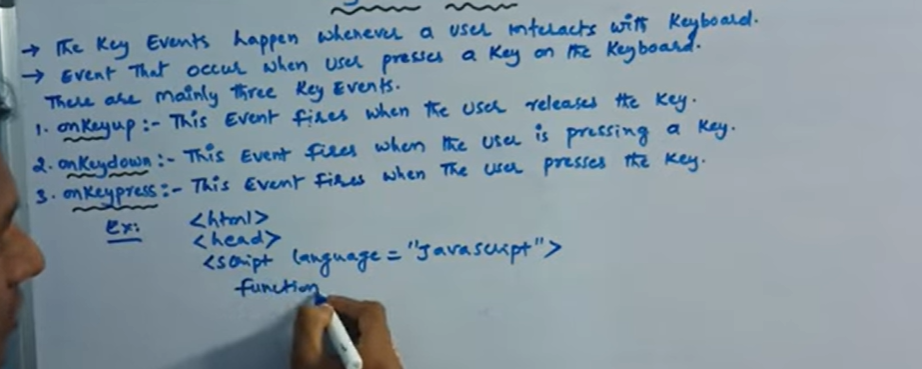 → The Key Events happen whenever a user interacts with Keyboard.
→ Event That occur when user presses a Key on the Keyboard.
There are mainly three Key Events.
1. onKeyup :- This Event fires when the user releases the Key.
2. onKeydown :- This Event fires when the user is pressing a Key.
3. onKeypress :- This Event fires when The user presses the Key.
Ex: <html>
<head>
<script language = "Javascript">
function